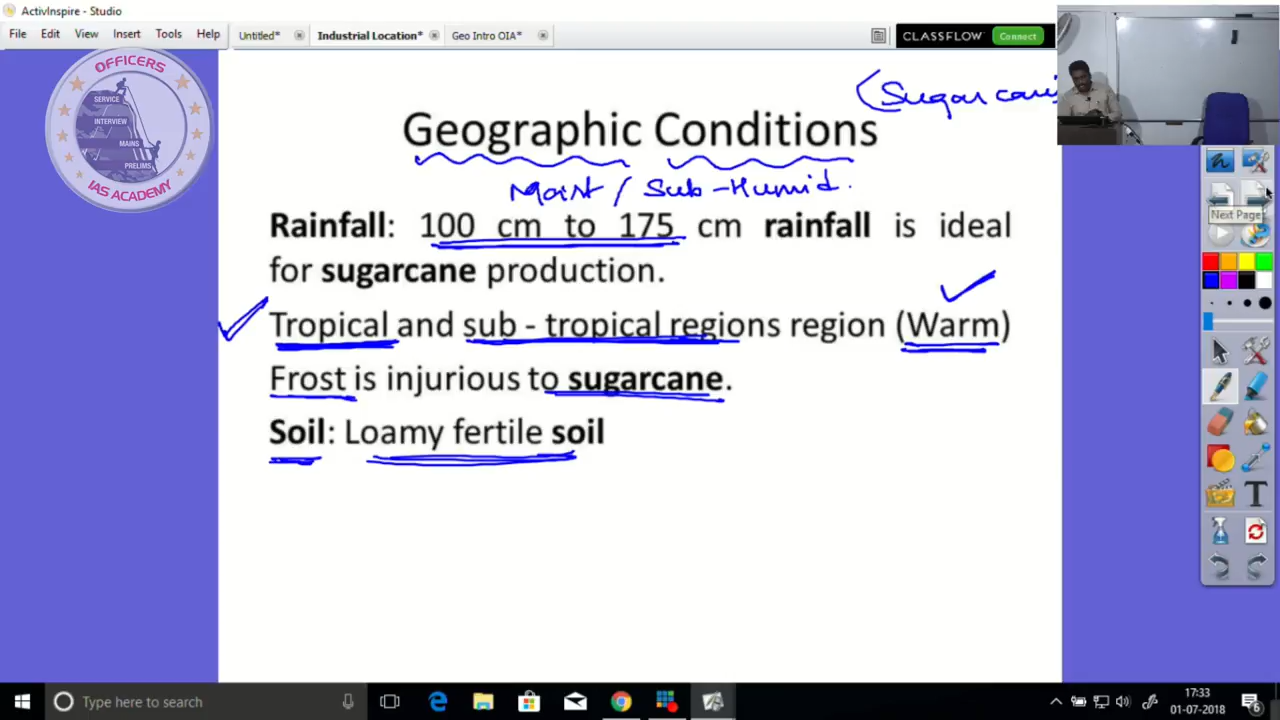 ActivInspire - Studio
File Edit View Insert Tools Help Untitled* Industrial Location* Geo Intro OIA* CLASSFLOW Connect
OFFICERS
SERVICE
INTERVIEW
MAINS
PRELIMS
IAS ACADEMY
(Sugar
Geographic Conditions
Moist / Sub-Humid.
Rainfall: 100 cm to 175 cm rainfall is ideal
for sugarcane production.
Tropical and sub - tropical regions region (Warm)
Frost is injurious to sugarcane.
Soil: Loamy fertile soil
Next Page
T
Type here to search
17:33
01-07-2018
6